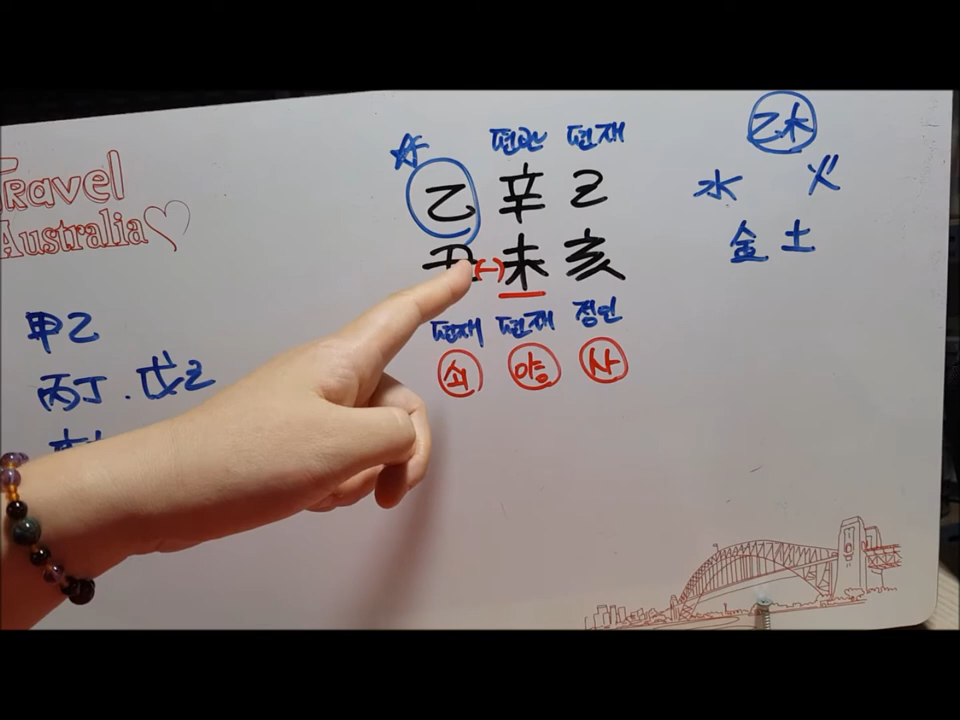 Travel
Australia
편관 편재
乙 辛 己
丑 (-) 未 亥
편재 편재 정인
쇠 양 사
甲乙
丙丁. 戊己
乙木
水 火
金 土